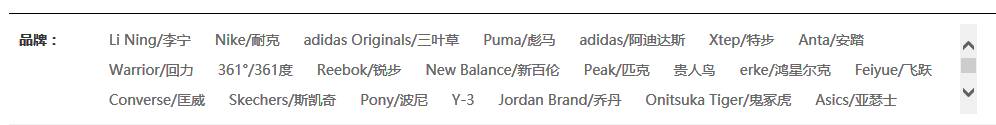 品牌： Li Ning/李宁 Nike/耐克 adidas Originals/三叶草 Puma/彪马 adidas/阿迪达斯 Xtep/特步 Anta/安踏
Warrior/回力 361°/361度 Reebok/锐步 New Balance/新百伦 Peak/匹克 贵人鸟 erke/鸿星尔克 Feiyue/飞跃
Converse/匡威 Skechers/斯凯奇 Pony/波尼 Y-3 Jordan Brand/乔丹 Onitsuka Tiger/鬼冢虎 Asics/亚瑟士